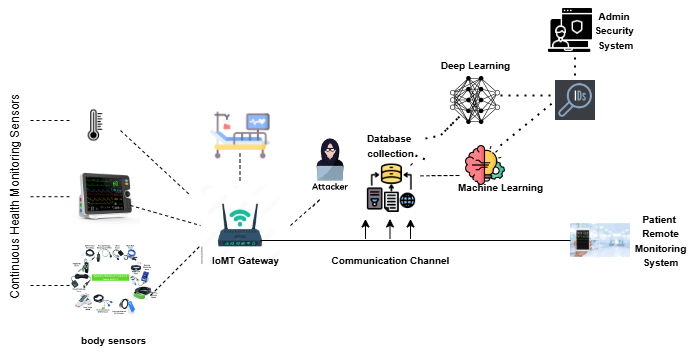 Admin
Security
System
Deep Learning
IDs
Continuous Health Monitoring Sensors
Database
collection
Attacker
Machine Learning
Patient
Remote
Monitoring
System
IoMT Gateway
Communication Channel
body sensors